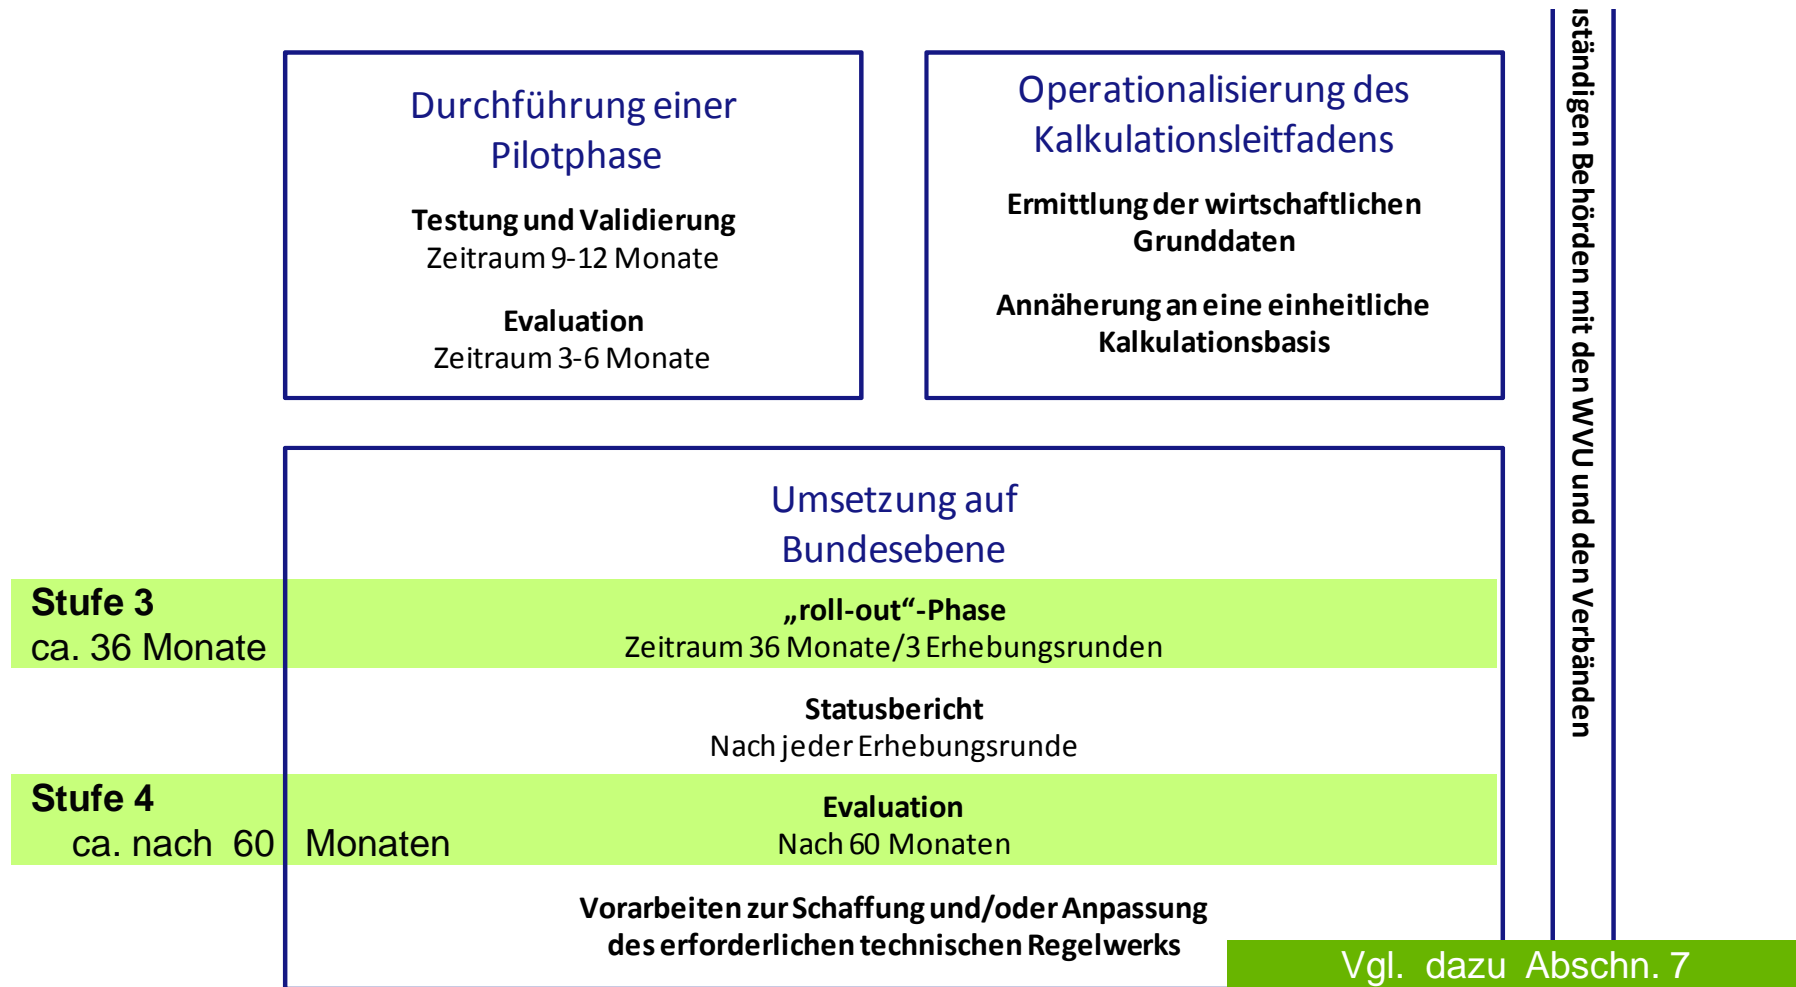 Durchführung einer
Pilotphase
Testung und Validierung
Zeitraum 9-12 Monate
Evaluation
Zeitraum 3-6 Monate
Operationalisierung des
Kalkulationsleitfadens
Ermittlung der wirtschaftlichen
Grunddaten
Annäherung an eine einheitliche
Kalkulationsbasis
Umsetzung auf
Bundesebene
Stufe 3
ca. 36 Monate
„roll-out“-Phase
Zeitraum 36 Monate/3 Erhebungsrunden
Statusbericht
Nach jeder Erhebungsrunde
Stufe 4
ca. nach 60 Monaten
Evaluation
Nach 60 Monaten
Vorarbeiten zur Schaffung und/oder Anpassung
des erforderlichen technischen Regelwerks
Behörden mit den WVU und den Verbänden
Vgl. dazu Abschn. 7